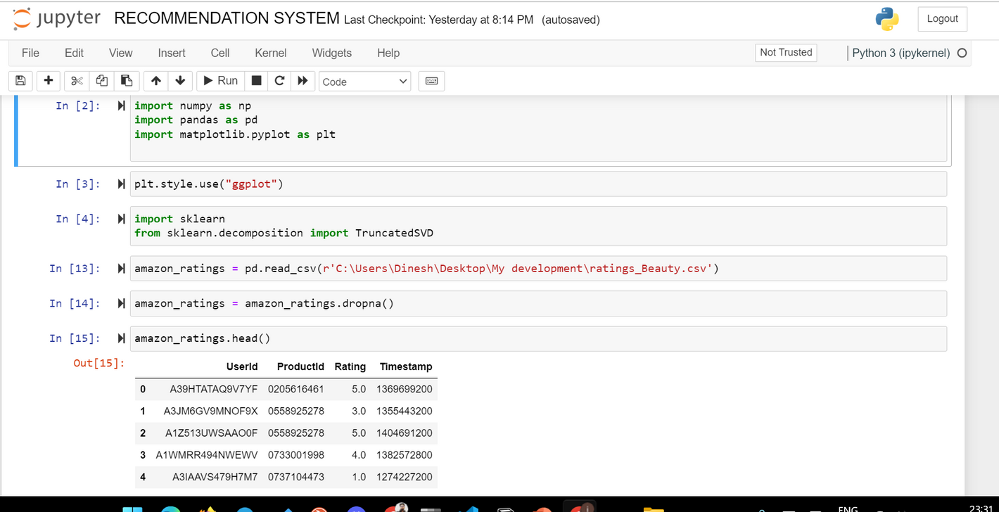 jupyter RECOMMENDATION SYSTEM Last Checkpoint: Yesterday at 8:14 PM (autosaved) Logout
File Edit View Insert Cell Kernel Widgets Help Not Trusted Python 3 (ipykernel)
Run Code
In [2]: import numpy as np
import pandas as pd
import matplotlib.pyplot as plt
In [3]: plt.style.use("ggplot")
In [4]: import sklearn
from sklearn.decomposition import TruncatedSVD
In [13]: amazon_ratings = pd.read_csv(r'C:\Users\Dinesh\Desktop\My development\ratings_Beauty.csv')
In [14]: amazon_ratings = amazon_ratings.dropna()
In [15]: amazon_ratings.head()
Out[15]:
UserId ProductId Rating Timestamp
0 A39HTATAQ9V7YF 0205616461 5.0 1369699200
1 A3JM6GV9MNOF9X 0558925278 3.0 1355443200
2 A1Z513UWSAAO0F 0558925278 5.0 1404691200
3 A1WMRR494NWEWV 0733001998 4.0 1382572800
4 A3IAAVS479H7M7 0737104473 1.0 1274227200
ENG 23:31